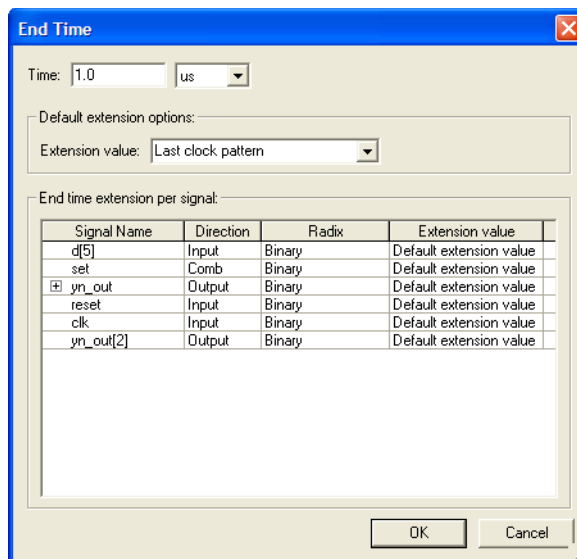 End Time
Time: 1.0 us
Default extension options:
Extension value: Last clock pattern
End time extension per signal:
Signal Name Direction Radix Extension value
d[5] Input Binary Default extension value
set Comb Binary Default extension value
yn_out Output Binary Default extension value
reset Input Binary Default extension value
clk Input Binary Default extension value
yn_out[2] Output Binary Default extension value
OK Cancel